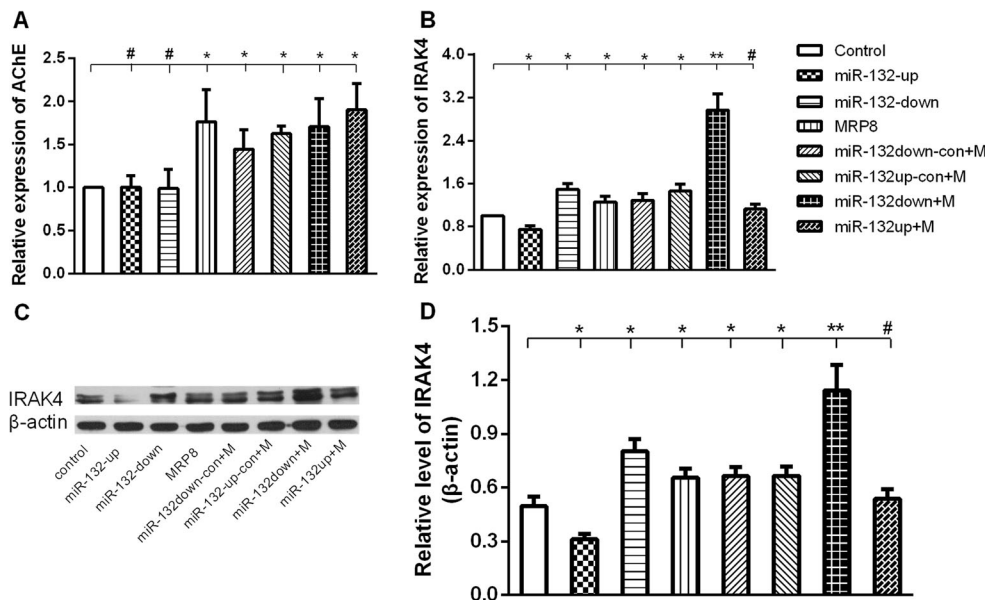 A
Relative expression of AChE
2.5
2.0
1.5
1.0
0.5
0.0
# # * * * * *
B
Relative expression of IRAK4
4.0
3.2
2.4
1.6
0.8
0.0
* * * * * ** #
Control
miR-132-up
miR-132-down
MRP8
miR-132down-con+M
miR-132up-con+M
miR-132down+M
miR-132up+M
C
IRAK4
β-actin
control
miR-132-up
miR-132-down
MRP8
miR-132down-con+M
miR-132-up-con+M
miR-132down+M
miR-132up+M
D
Relative level of IRAK4
(β-actin)
1.5
1.2
0.9
0.6
0.3
0.0
* * * * * ** #